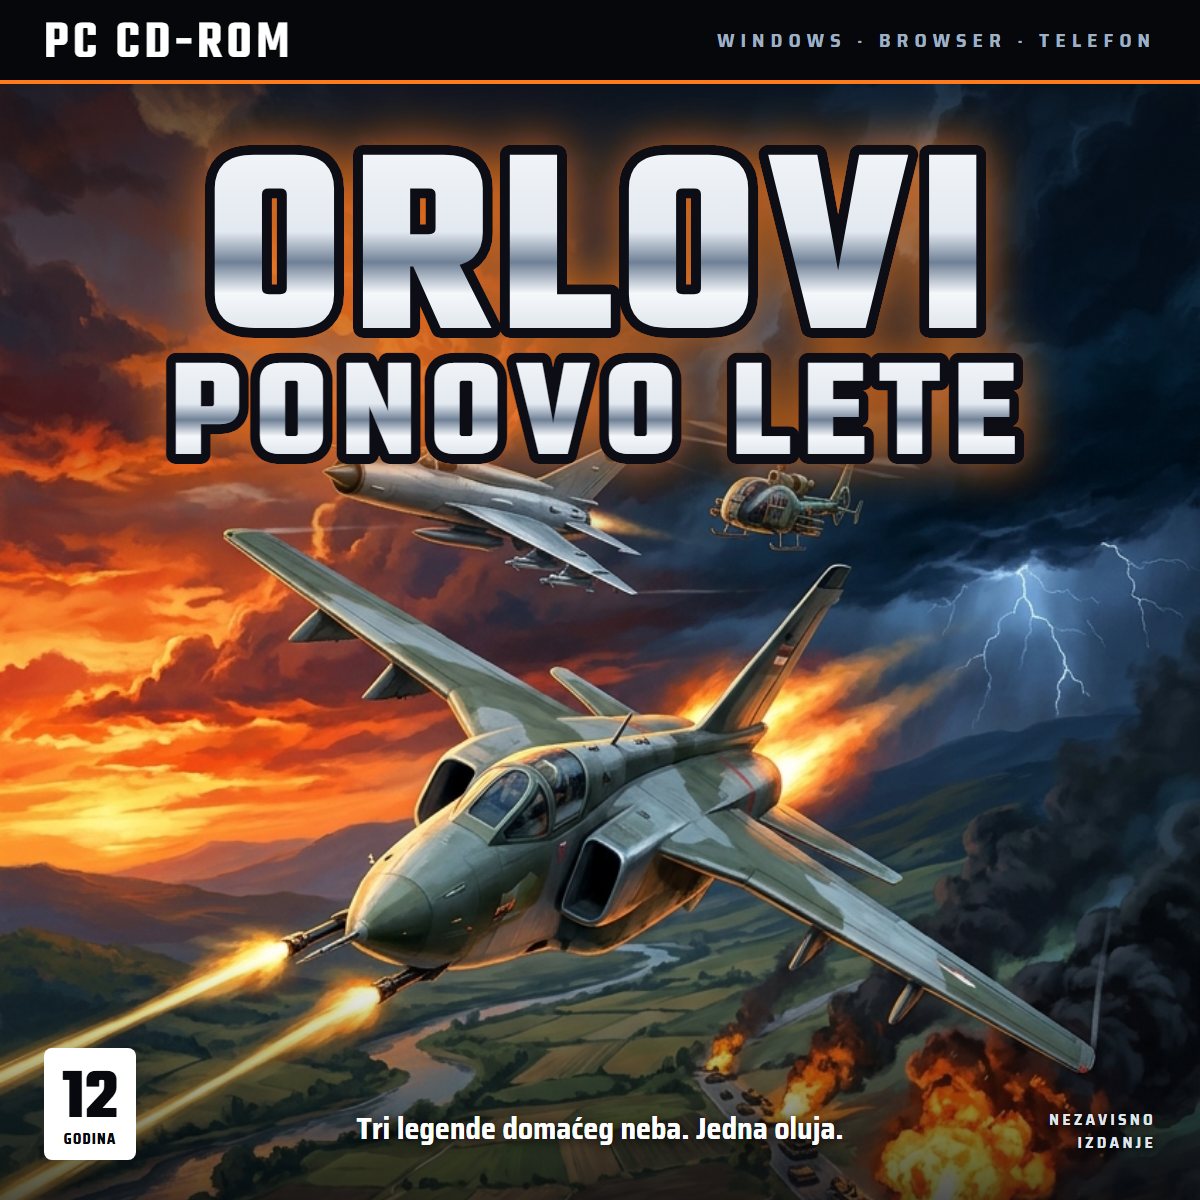 PC CD-ROM
WINDOWS · BROWSER · TELEFON
ORLOVI
PONOVO LETE
12
GODINA
Tri legende domaćeg neba. Jedna oluja.
NEZAVISNO
IZDANJE